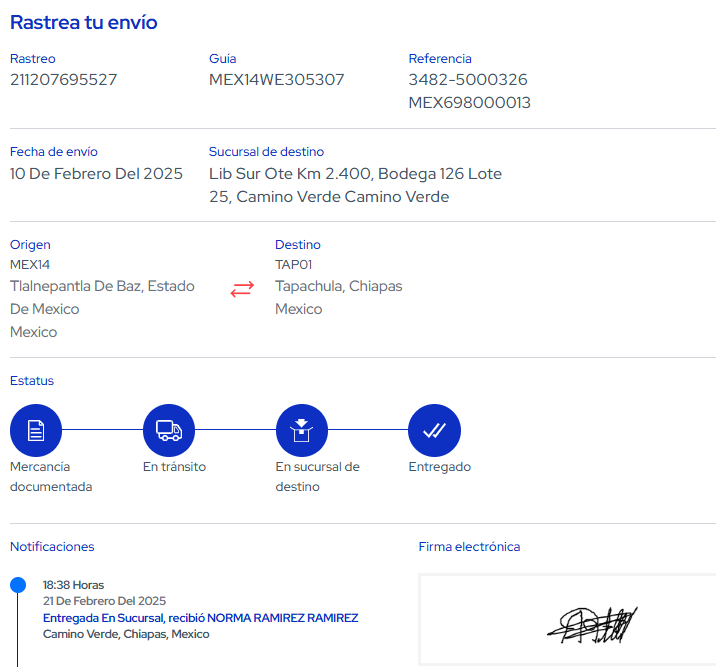 Rastrea tu envío
Rastreo
211207695527
Guía
MEX14WE305307
Referencia
3482-5000326
MEX698000013
Fecha de envío
10 De Febrero Del 2025
Sucursal de destino
Lib Sur Ote Km 2.400, Bodega 126 Lote
25, Camino Verde Camino Verde
Origen
MEX14
Tlalnepantla De Baz, Estado
De Mexico
Mexico
Destino
TAP01
Tapachula, Chiapas
Mexico
Estatus
Mercancía
documentada
En tránsito
En sucursal de
destino
Entregado
Notificaciones
18:38 Horas
21 De Febrero Del 2025
Entregada En Sucursal, recibió NORMA RAMIREZ RAMIREZ
Camino Verde, Chiapas, Mexico
Firma electrónica